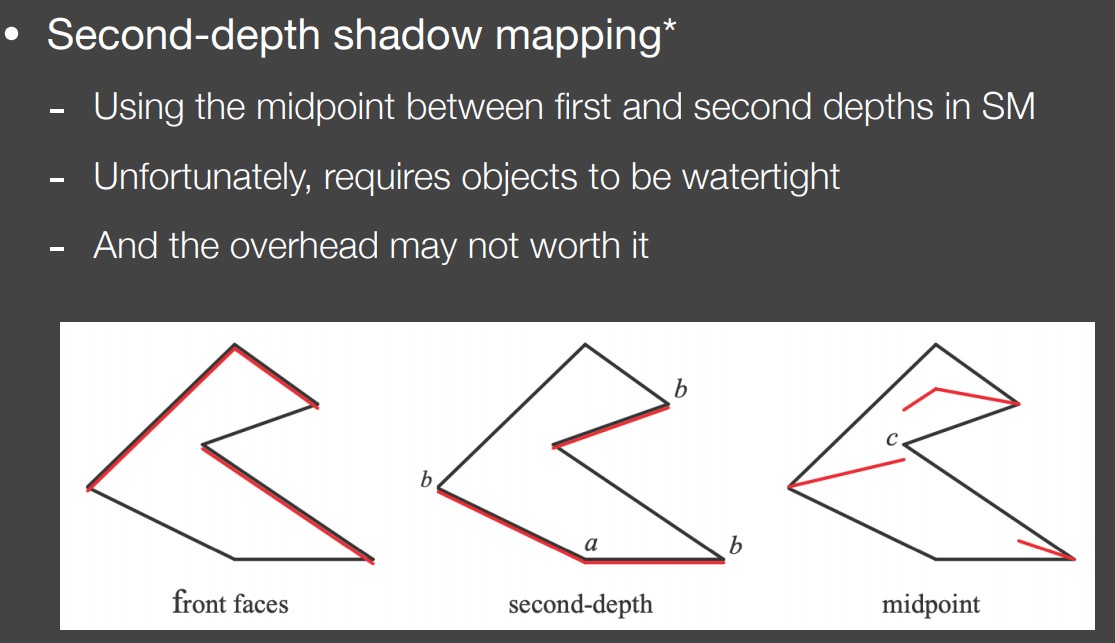 • Second-depth shadow mapping*
- Using the midpoint between first and second depths in SM
- Unfortunately, requires objects to be watertight
- And the overhead may not worth it
b
c
b
a
b
front faces
second-depth
midpoint